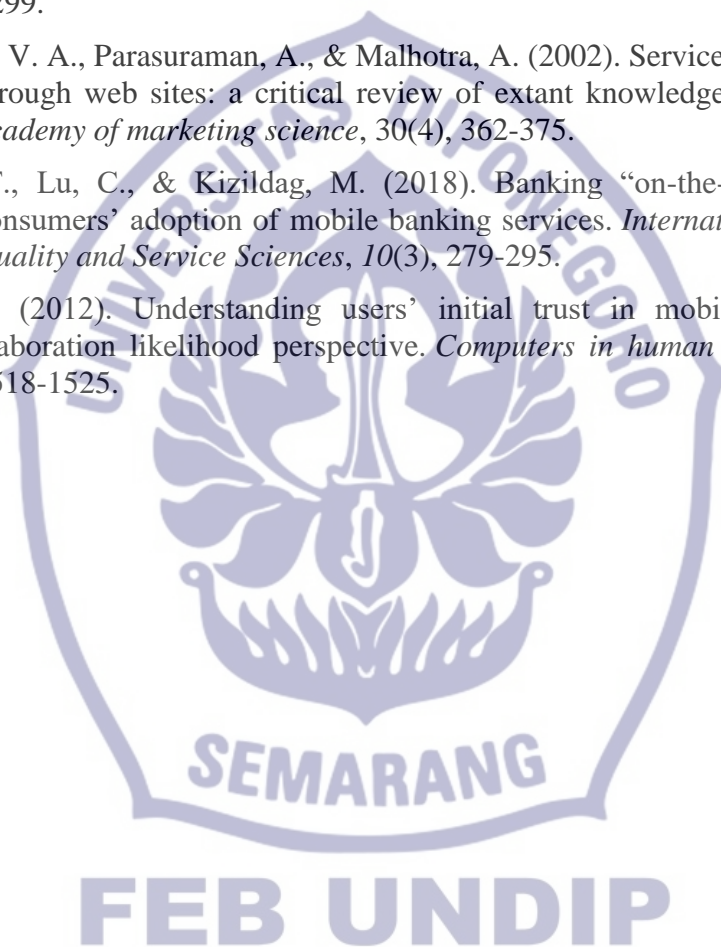 299.
V. A., Parasuraman, A., & Malhotra, A. (2002). Service
rough web sites: a critical review of extant knowledge
cademy of marketing science, 30(4), 362-375.
F., Lu, C., & Kizildag, M. (2018). Banking “on-the-
onsumers’ adoption of mobile banking services. Internat
uality and Service Sciences, 10(3), 279-295.
(2012). Understanding users’ initial trust in mobi
aboration likelihood perspective. Computers in human
518-1525.
UNIVERSITAS DIPONEGORO
SEMARANG
FEB UNDIP